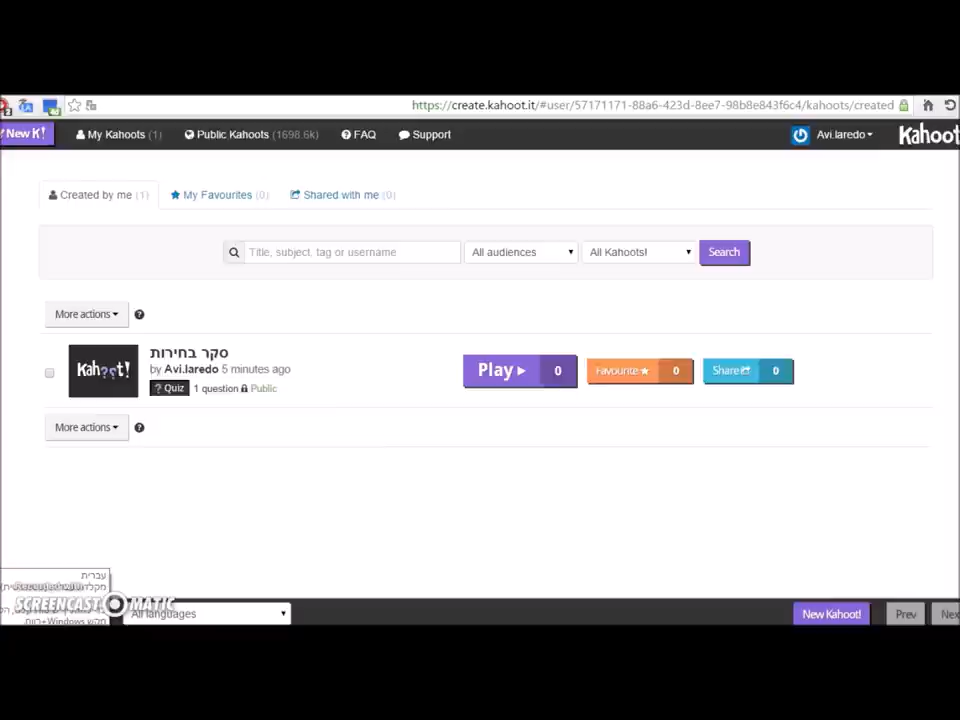 https://create.kahoot.it/#user/57171171-88a6-423d-8ee7-98b8e843f6c4/kahoots/created
New K! My Kahoots (1) Public Kahoots (1698.6k) FAQ Support Avi.laredo Kahoot
Created by me (1) My Favourites (0) Shared with me (0)
Title, subject, tag or username All audiences All Kahoots! Search
More actions
Kahoot!
סקר בחירות
by Avi.laredo 5 minutes ago
? Quiz 1 question Public
Play 0 Favourite 0 Share 0
More actions
עברית
SCREENCAST-O-MATIC
All languages New Kahoot! Prev Nex